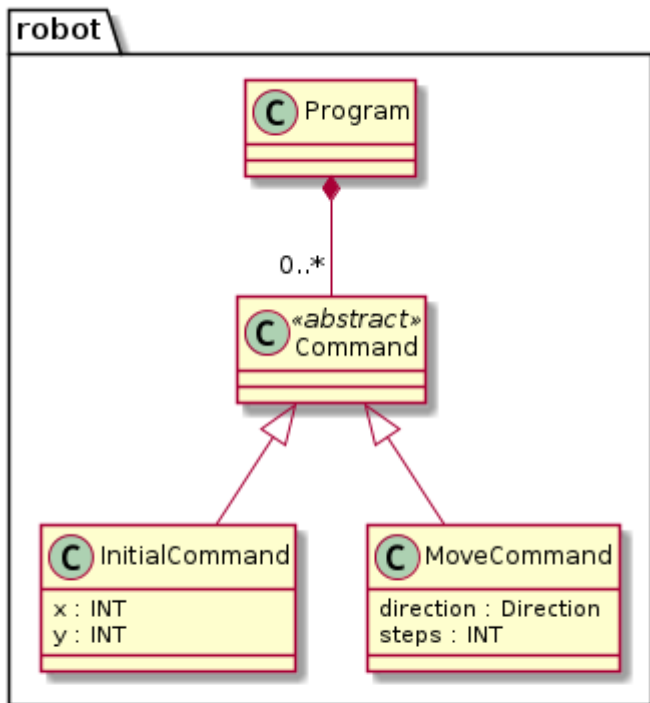 robot
C Program
0..*
«abstract»
C Command
C InitialCommand
x : INT
y : INT
C MoveCommand
direction : Direction
steps : INT